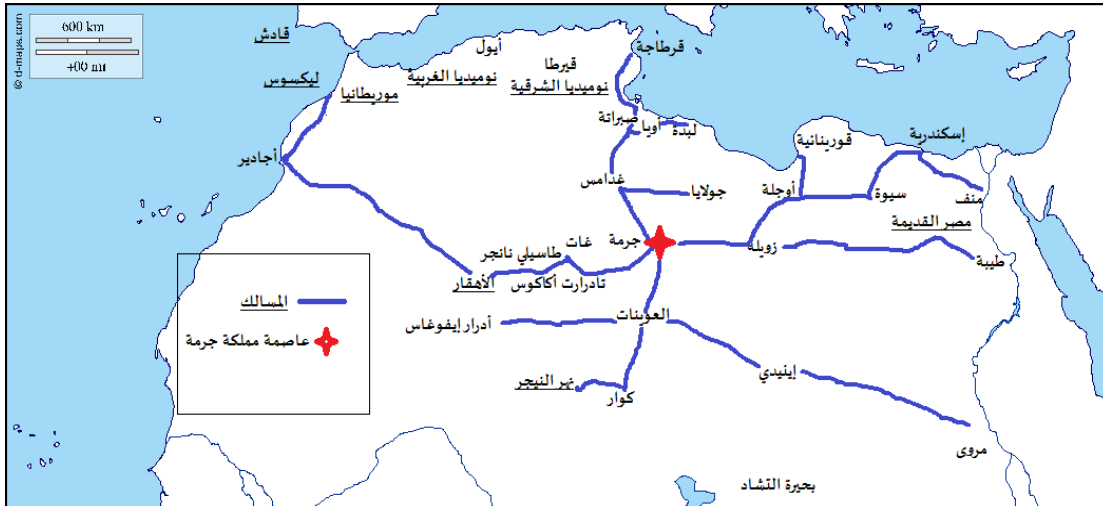 © d-maps.com
600 km
400 mi
قادش
ليكسوس
موريطانيا
أيول
نوميديا الغربية
قيرطا
نوميديا الشرقية
قرطاجة
صبراتة
أويا
لبدة
قورينائية
إسكندرية
أجادير
غدامس
جولايا
أوجلة
سيوة
منف
مصر القديمة
طيبة
جرمة
زويلة
غات
طاسيلي نانجر
تادرارت أكاكوس
الأهقار
المسالك
عاصمة مملكة جرمة
العوينات
أدرار إيفوغاس
نهر النيجر
كوار
إينيدي
مروى
بحيرة التشاد